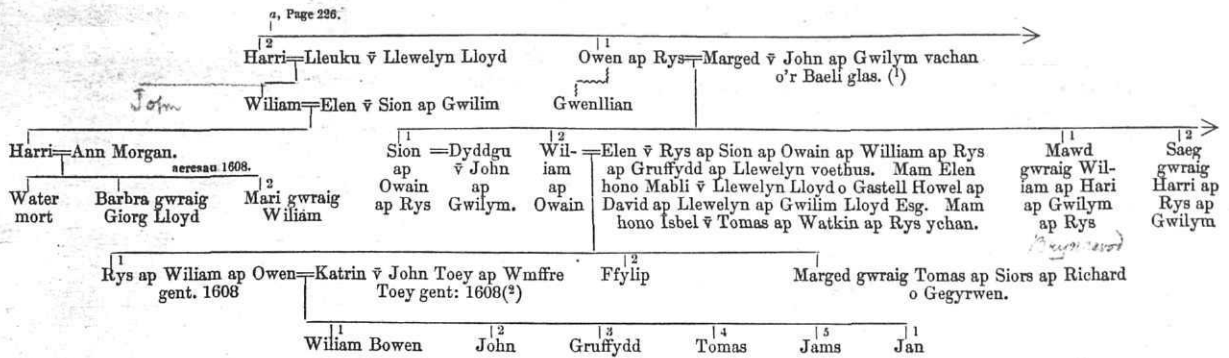 a, Page 226.
2 1
Harri=Lleuku v̄ Llewelyn Lloyd Owen ap Rys=Marged v̄ John ap Gwilym vachan
o'r Baeli glas. (¹)
John Wiliam=Elen v̄ Sion ap Gwilim Gwenllian
1 2 1 2
Harri=Ann Morgan.
aeresau 1608.
Sion =Dyddgu
ap v̄ John
Owain ap
ap Rys Gwilym.
Wil-
iam
ap
Owain
=Elen v̄ Rys ap Sion ap Owain ap William ap Rys
ap Gruffydd ap Llewelyn voethus. Mam Elen
hono Mabli v̄ Llewelyn Lloyd o Gastell Howel ap
David ap Llewelyn ap Gwilim Lloyd Esg. Mam
hono Isbel v̄ Tomas ap Watkin ap Rys ychan.
Mawd
gwraig Wil-
iam ap Hari
ap Gwilym
ap Rys
Saeg
gwraig
Harri ap
Rys ap
Gwilym
2
Water
mort
Barbra gwraig
Giorg Lloyd
Mari gwraig
Wiliam
1 2
Rys ap Wiliam ap Owen=Katrin v̄ John Toey ap Wmffre
gent. 1608 Toey gent: 1608(²)
Ffylip
Marged gwraig Tomas ap Siors ap Richard
o Gegyrwen.
1 2 3 4 5 1
Wiliam Bowen John Gruffydd Tomas Jams Jan